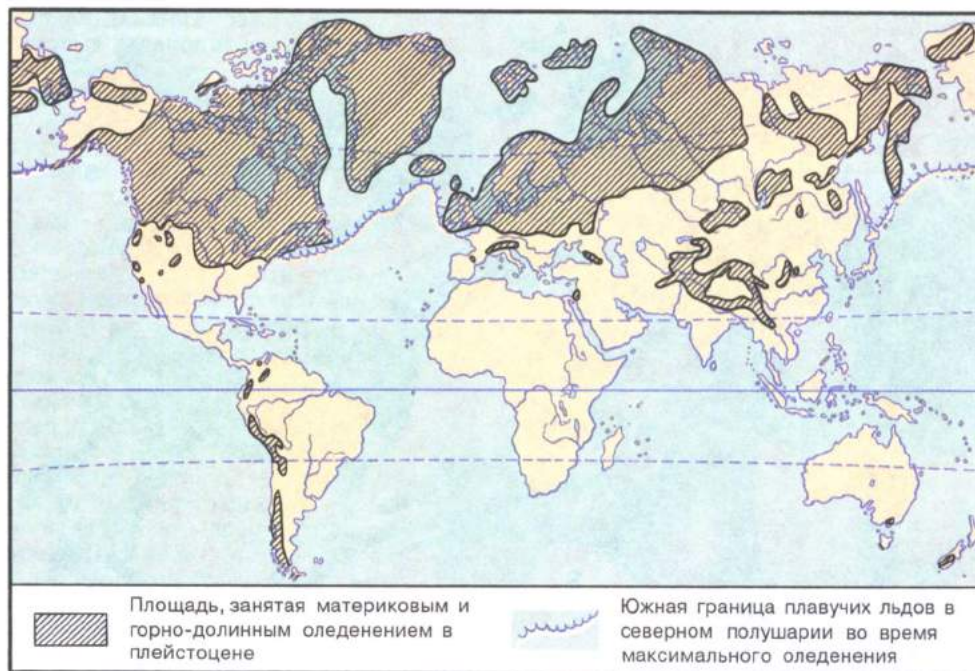 Площадь, занятая материковым и
горно-долинным оледенением в
плейстоцене
Южная граница плавучих льдов в
северном полушарии во время
максимального оледенения